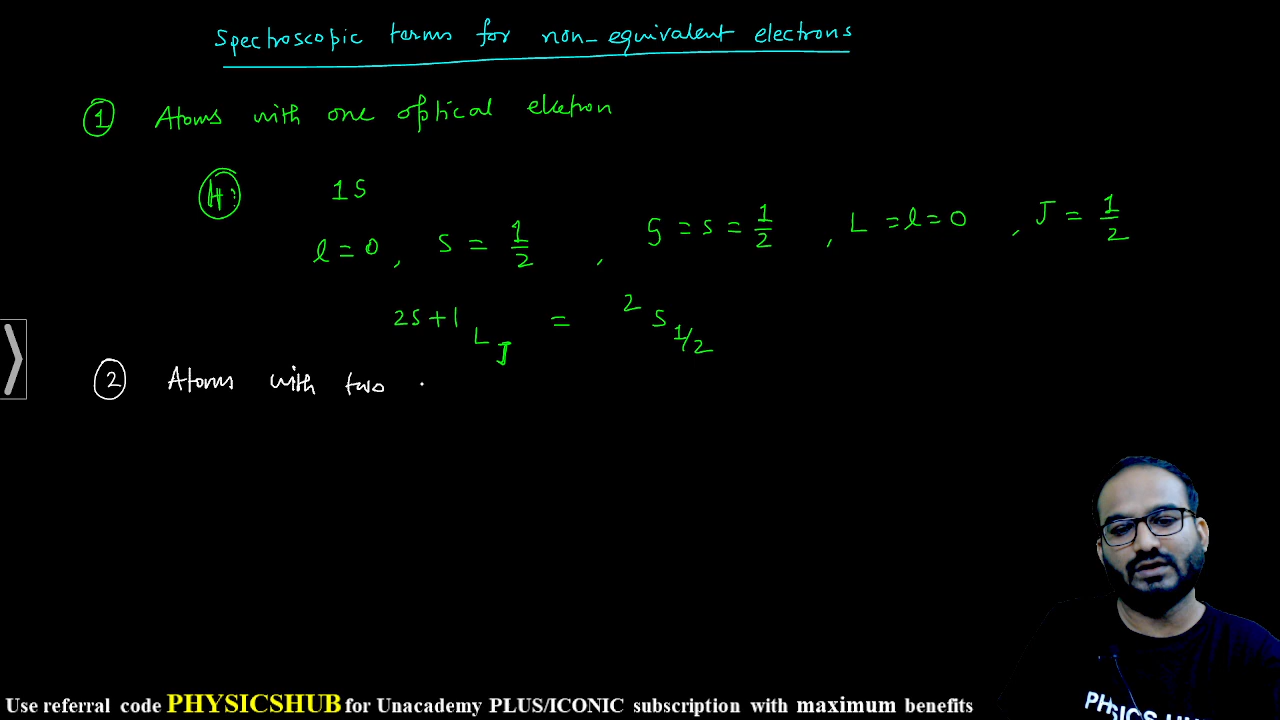 Spectroscopic terms for non-equivalent electrons
① Atoms with one optical electron
H: 1S
l = 0, S = 1/2, S = s = 1/2, L = l = 0, J = 1/2
2S+1 L J = 2 S 1/2
② Atoms with two
PHYSICS HU
Use referral code PHYSICSHUB for Unacademy PLUS/ICONIC subscription with maximum benefits